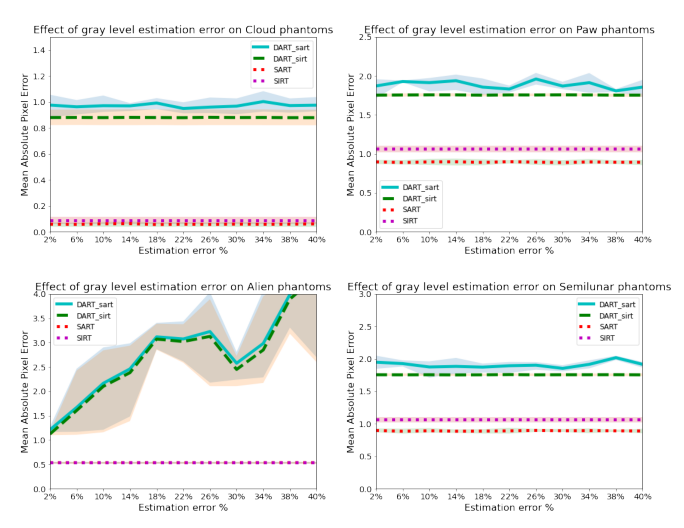 Effect of gray level estimation error on Cloud phantoms
Mean Absolute Pixel Error
1.4
1.2
1.0
0.8
0.6
0.4
0.2
0.0
DART_sart
DART_sirt
SART
SIRT
2% 6% 10% 14% 18% 22% 26% 30% 34% 38% 40%
Estimation error %
Effect of gray level estimation error on Paw phantoms
Mean Absolute Pixel Error
2.5
2.0
1.5
1.0
0.5
0.0
DART_sart
DART_sirt
SART
SIRT
2% 6% 10% 14% 18% 22% 26% 30% 34% 38% 40%
Estimation error %
Effect of gray level estimation error on Alien phantoms
Mean Absolute Pixel Error
4.0
3.5
3.0
2.5
2.0
1.5
1.0
0.5
0.0
DART_sart
DART_sirt
SART
SIRT
2% 6% 10% 14% 18% 22% 26% 30% 34% 38% 40%
Estimation error %
Effect of gray level estimation error on Semilunar phantoms
Mean Absolute Pixel Error
3.0
2.5
2.0
1.5
1.0
0.5
0.0
DART_sart
DART_sirt
SART
SIRT
2% 6% 10% 14% 18% 22% 26% 30% 34% 38% 40%
Estimation error %